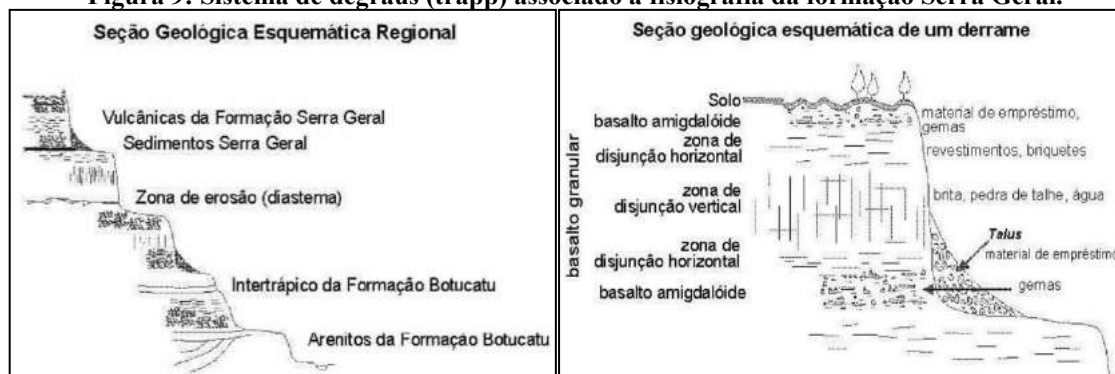 Figura 9: Sistema de degraus (trapp) associado à fisiografia da formação Serra Geral.
Seção Geológica Esquemática Regional
Vulcânicas da Formação Serra Geral
Sedimentos Serra Geral
Zona de erosão (diastema)
Intertrápico da Formação Botucatu
Arenitos da Formação Botucatu
Seção geológica esquemática de um derrame
basalto granular
Solo
basalto amigdalóide
zona de
disjunção horizontal
zona de
disjunção vertical
zona de
disjunção horizontal
basalto amigdalóide
material de empréstimo,
gemas
revestimentos, briquetes
brita, pedra de talhe, água
Talus
material de empréstimo
gemas